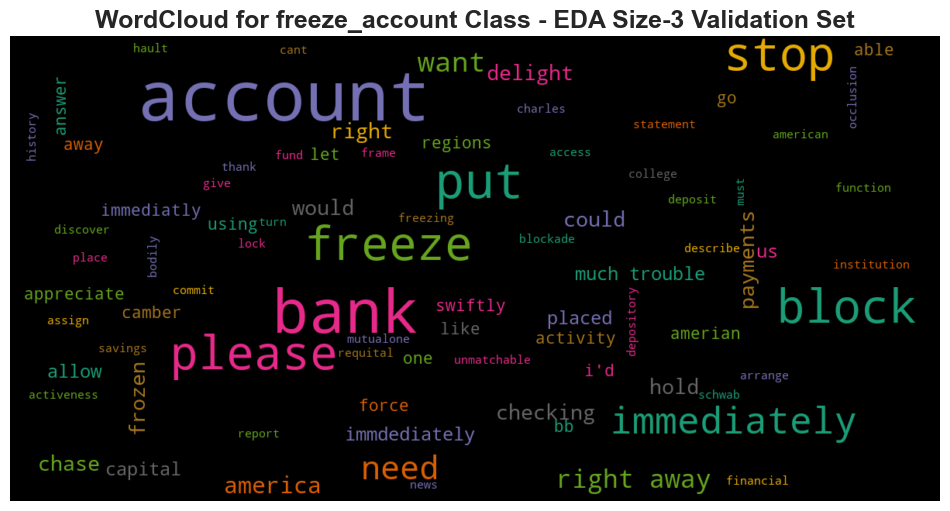 WordCloud for freeze_account Class - EDA Size-3 Validation Set
hault
cant
stop
able
want
delight
account
answer
occlusion
go
charles
history
away
right
statement
american
regions
let
fund
frame
access
thank
give
put
college
function
deposit
must
immediatly
would
using
turn
freezing
could
discover
lock
freeze
blockade
describe
us
payments
place
bodily
institution
much trouble
appreciate
commit
camber
bank
swiftly
placed
depository
block
assign
like
activity
amerian
mutualone
savings
please
requital
one
unmatchable
i'd
allow
frozen
arrange
activeness
hold
schwab
force
checking
bb
immediately
report
immdediately
chase
capital
need
america
news
right away
financial